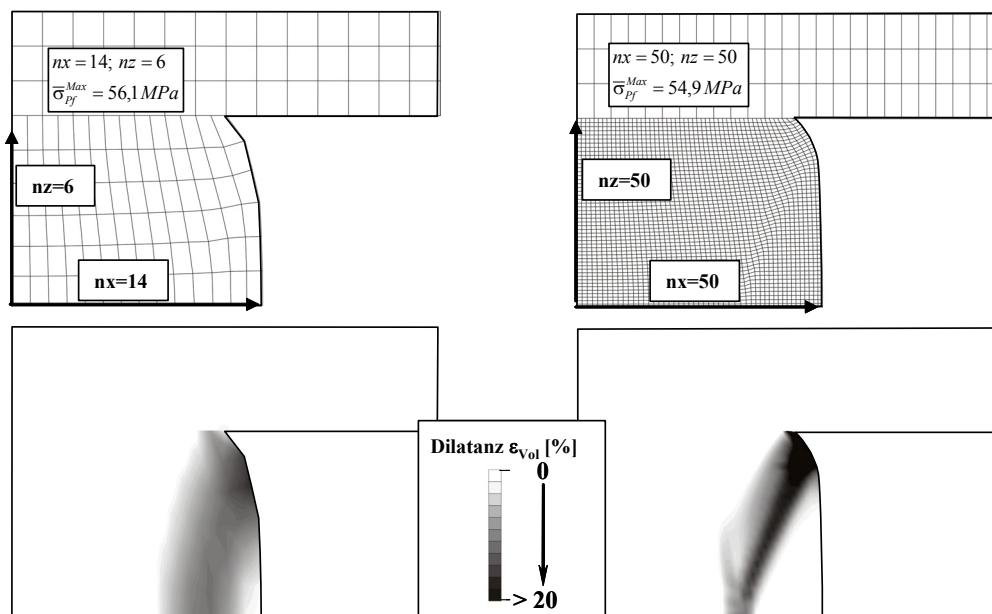 nx = 14; nz = 6
σ̅_Pf^Max = 56,1 MPa
nz=6
nx=14
nx = 50; nz = 50
σ̅_Pf^Max = 54,9 MPa
nz=50
nx=50
Dilatanz ε_Vol [%]
0
> 20